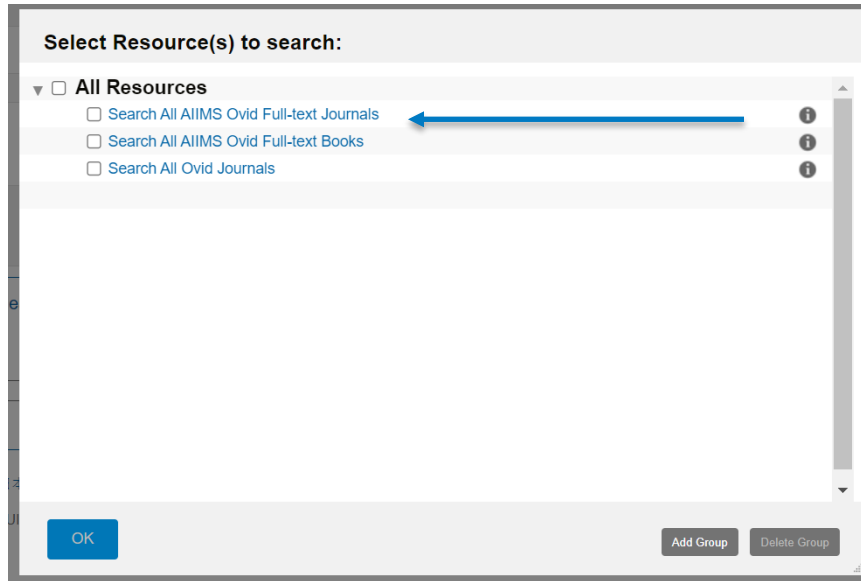 Select Resource(s) to search:
All Resources
Search All AIIMS Ovid Full-text Journals
Search All AIIMS Ovid Full-text Books
Search All Ovid Journals
OK
Add Group
Delete Group